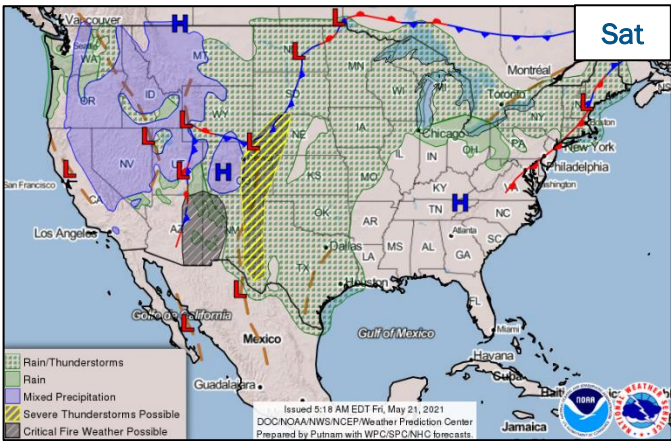 Sat
Vancouver
Seattle
WA
MT
ND
MN
Montréal
OR
ID
WY
SD
WI
Toronto
Boston
IA
Chicago
New York
NV
NE
IL
IN
OH
PA
Philadelphia
Washington
San Francisco
CA
KS
MO
KY
Los Angeles
AZ
NM
OK
AR
TN
NC
Atlanta
SC
Dallas
MS
AL
GA
TX
LA
Houston
FL
Golfo de California
Gulf of Mexico
Miami
Mexico
Havana
Cuba
Guadalajara
Jamaica
H
H
H
L
L
L
L
L
L
L
L
L
L
L
Rain/Thunderstorms
Rain
Mixed Precipitation
Severe Thunderstorms Possible
Critical Fire Weather Possible
Issued 5:18 AM EDT Fri, May 21, 2021
DOC/NOAA/NWS/NCEP/Weather Prediction Center
Prepared by Putnam with WPC/SPC/NHC forecasts.
NOAA